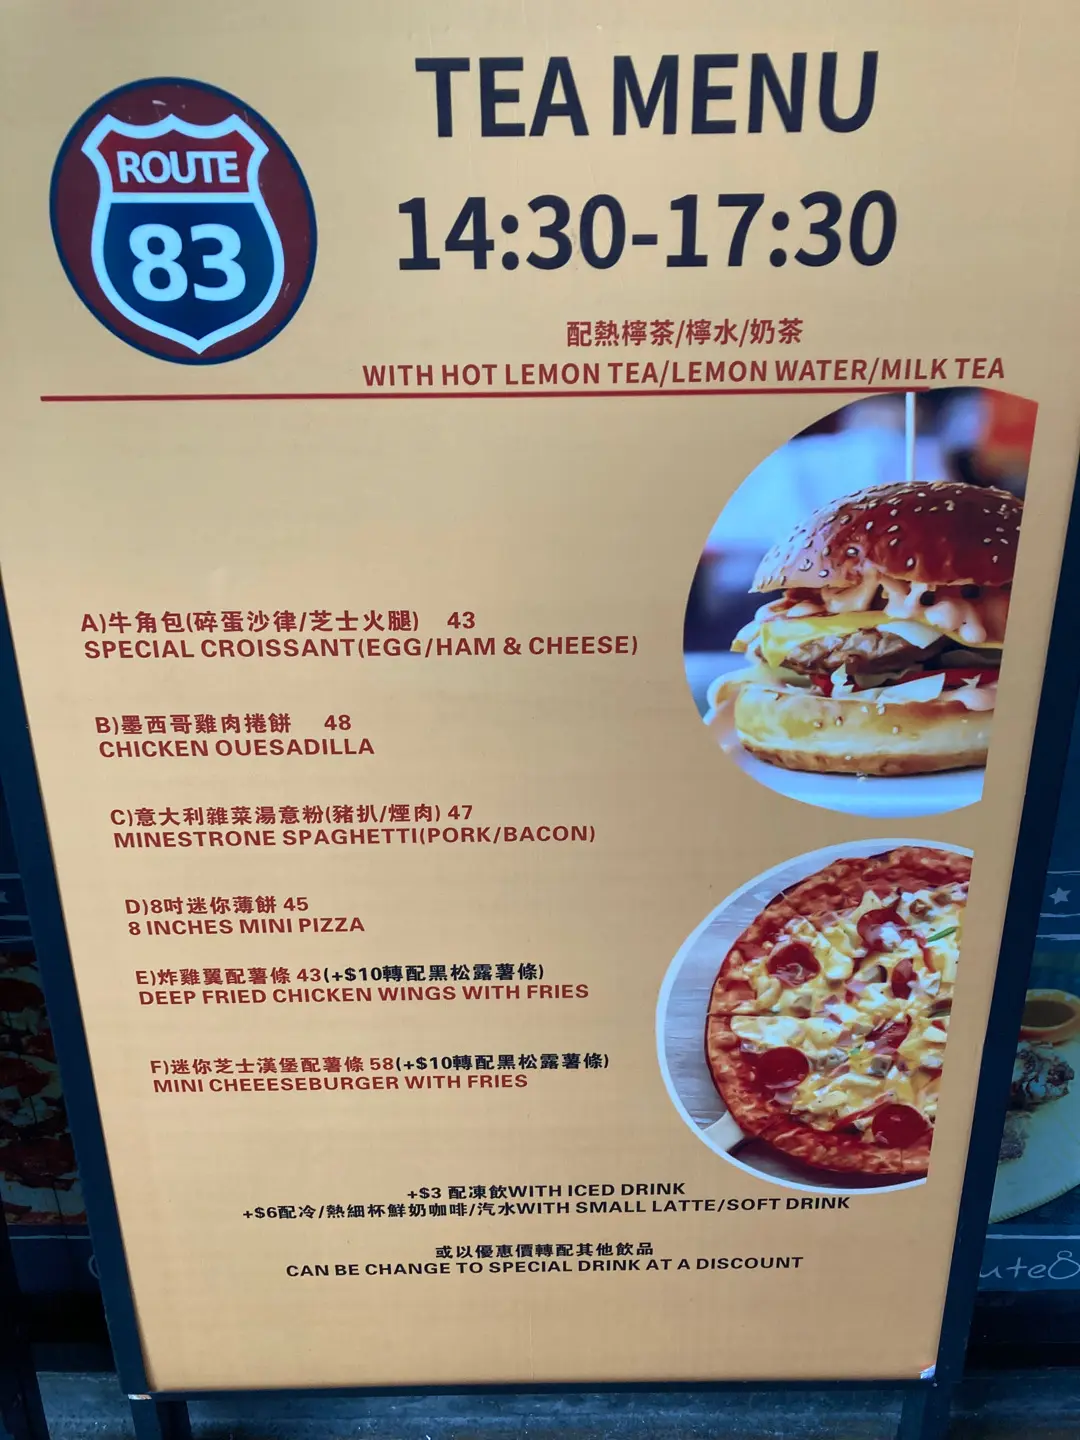 ROUTE
83
TEA MENU
14:30-17:30
配熱檸茶/檸水/奶茶
WITH HOT LEMON TEA/LEMON WATER/MILK TEA
A)牛角包(碎蛋沙律/芝士火腿) 43
SPECIAL CROISSANT(EGG/HAM & CHEESE)
B)墨西哥雞肉捲餅 48
CHICKEN OUESADILLA
C)意大利雜菜湯意粉(豬扒/煙肉) 47
MINESTRONE SPAGHETTI(PORK/BACON)
D)8吋迷你薄餅 45
8 INCHES MINI PIZZA
E)炸雞翼配薯條 43(+$10轉配黑松露薯條)
DEEP FRIED CHICKEN WINGS WITH FRIES
F)迷你芝士漢堡配薯條 58(+$10轉配黑松露薯條)
MINI CHEEESEBURGER WITH FRIES
+$3 配凍飲WITH ICED DRINK
+$6配冷/熱細杯鮮奶咖啡/汽水WITH SMALL LATTE/SOFT DRINK
或以優惠價轉配其他飲品
CAN BE CHANGE TO SPECIAL DRINK AT A DISCOUNT